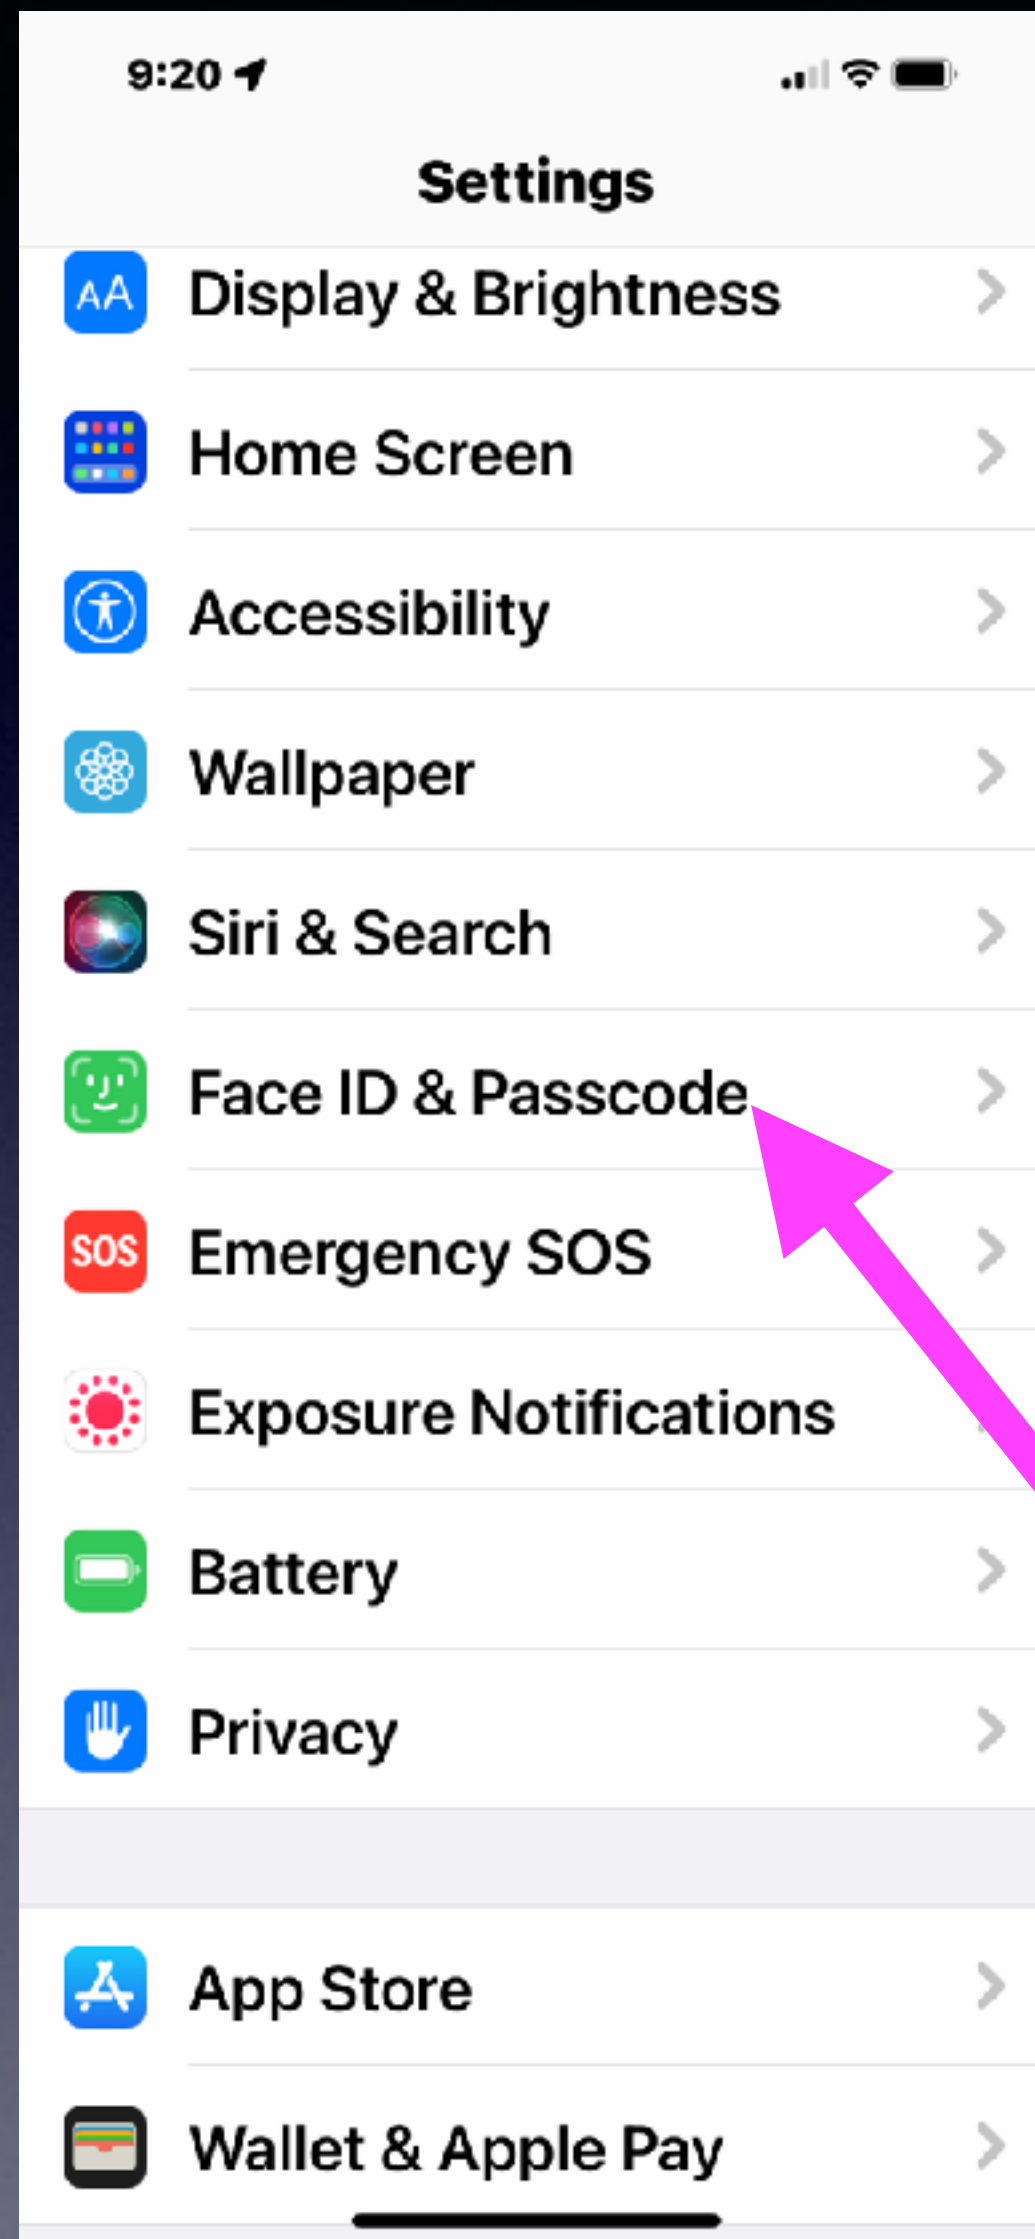 9:20
Settings
AA Display & Brightness
Home Screen
Accessibility
Wallpaper
Siri & Search
Face ID & Passcode
SOS Emergency SOS
Exposure Notifications
Battery
Privacy
App Store
Wallet & Apple Pay